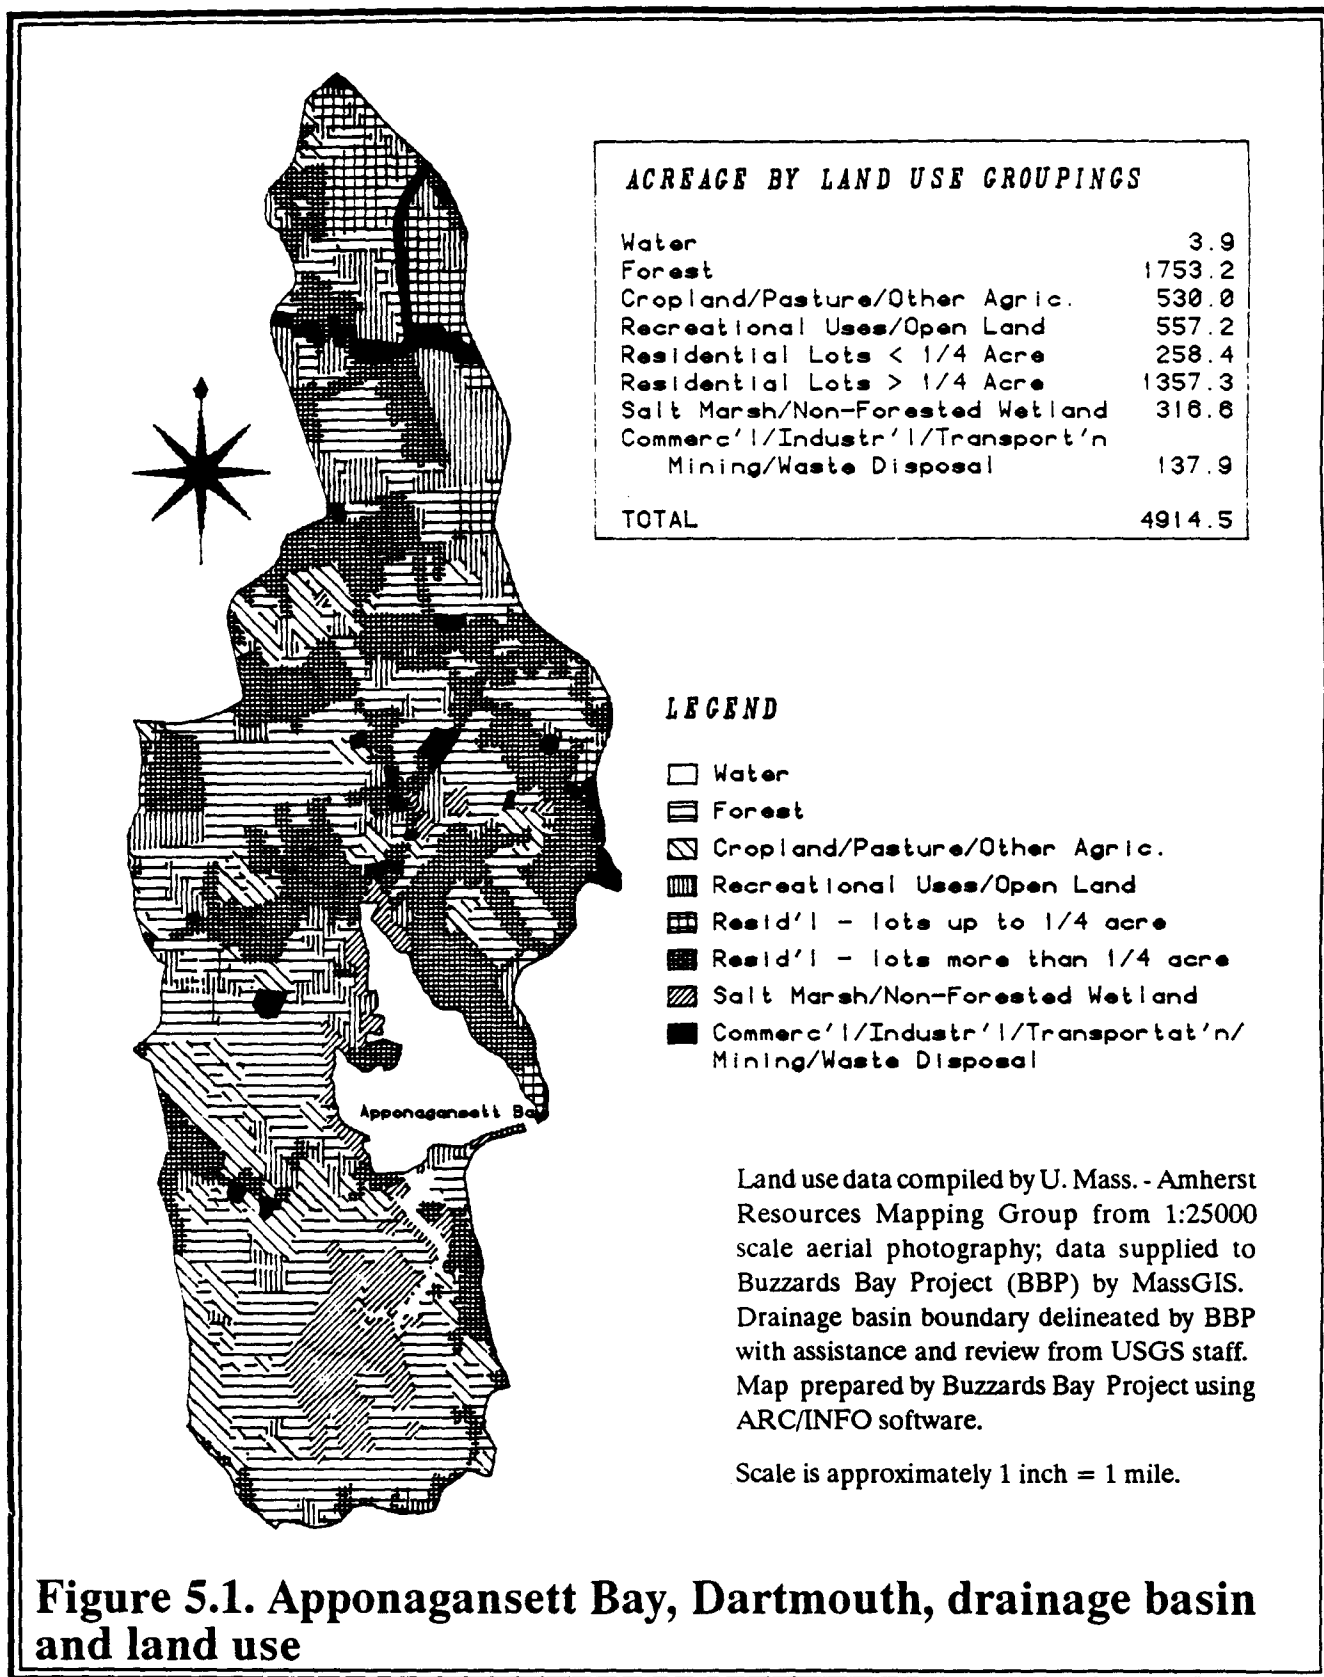 ACREAGE BY LAND USE GROUPINGS
Water 3.9
Forest 1753.2
Cropland/Pasture/Other Agric. 530.0
Recreational Uses/Open Land 557.2
Residential Lots < 1/4 Acre 258.4
Residential Lots > 1/4 Acre 1357.3
Salt Marsh/Non-Forested Wetland 316.6
Commerc'l/Industr'l/Transport'n
Mining/Waste Disposal 137.9
TOTAL 4914.5
LEGEND
Water
Forest
Cropland/Pasture/Other Agric.
Recreational Uses/Open Land
Resid'l - lots up to 1/4 acre
Resid'l - lots more than 1/4 acre
Salt Marsh/Non-Forested Wetland
Commerc'l/Industr'l/Transportat'n/
Mining/Waste Disposal
Apponagansett Bay
Land use data compiled by U. Mass. - Amherst
Resources Mapping Group from 1:25000
scale aerial photography; data supplied to
Buzzards Bay Project (BBP) by MassGIS.
Drainage basin boundary delineated by BBP
with assistance and review from USGS staff.
Map prepared by Buzzards Bay Project using
ARC/INFO software.
Scale is approximately 1 inch = 1 mile.
Figure 5.1. Apponagansett Bay, Dartmouth, drainage basin
and land use